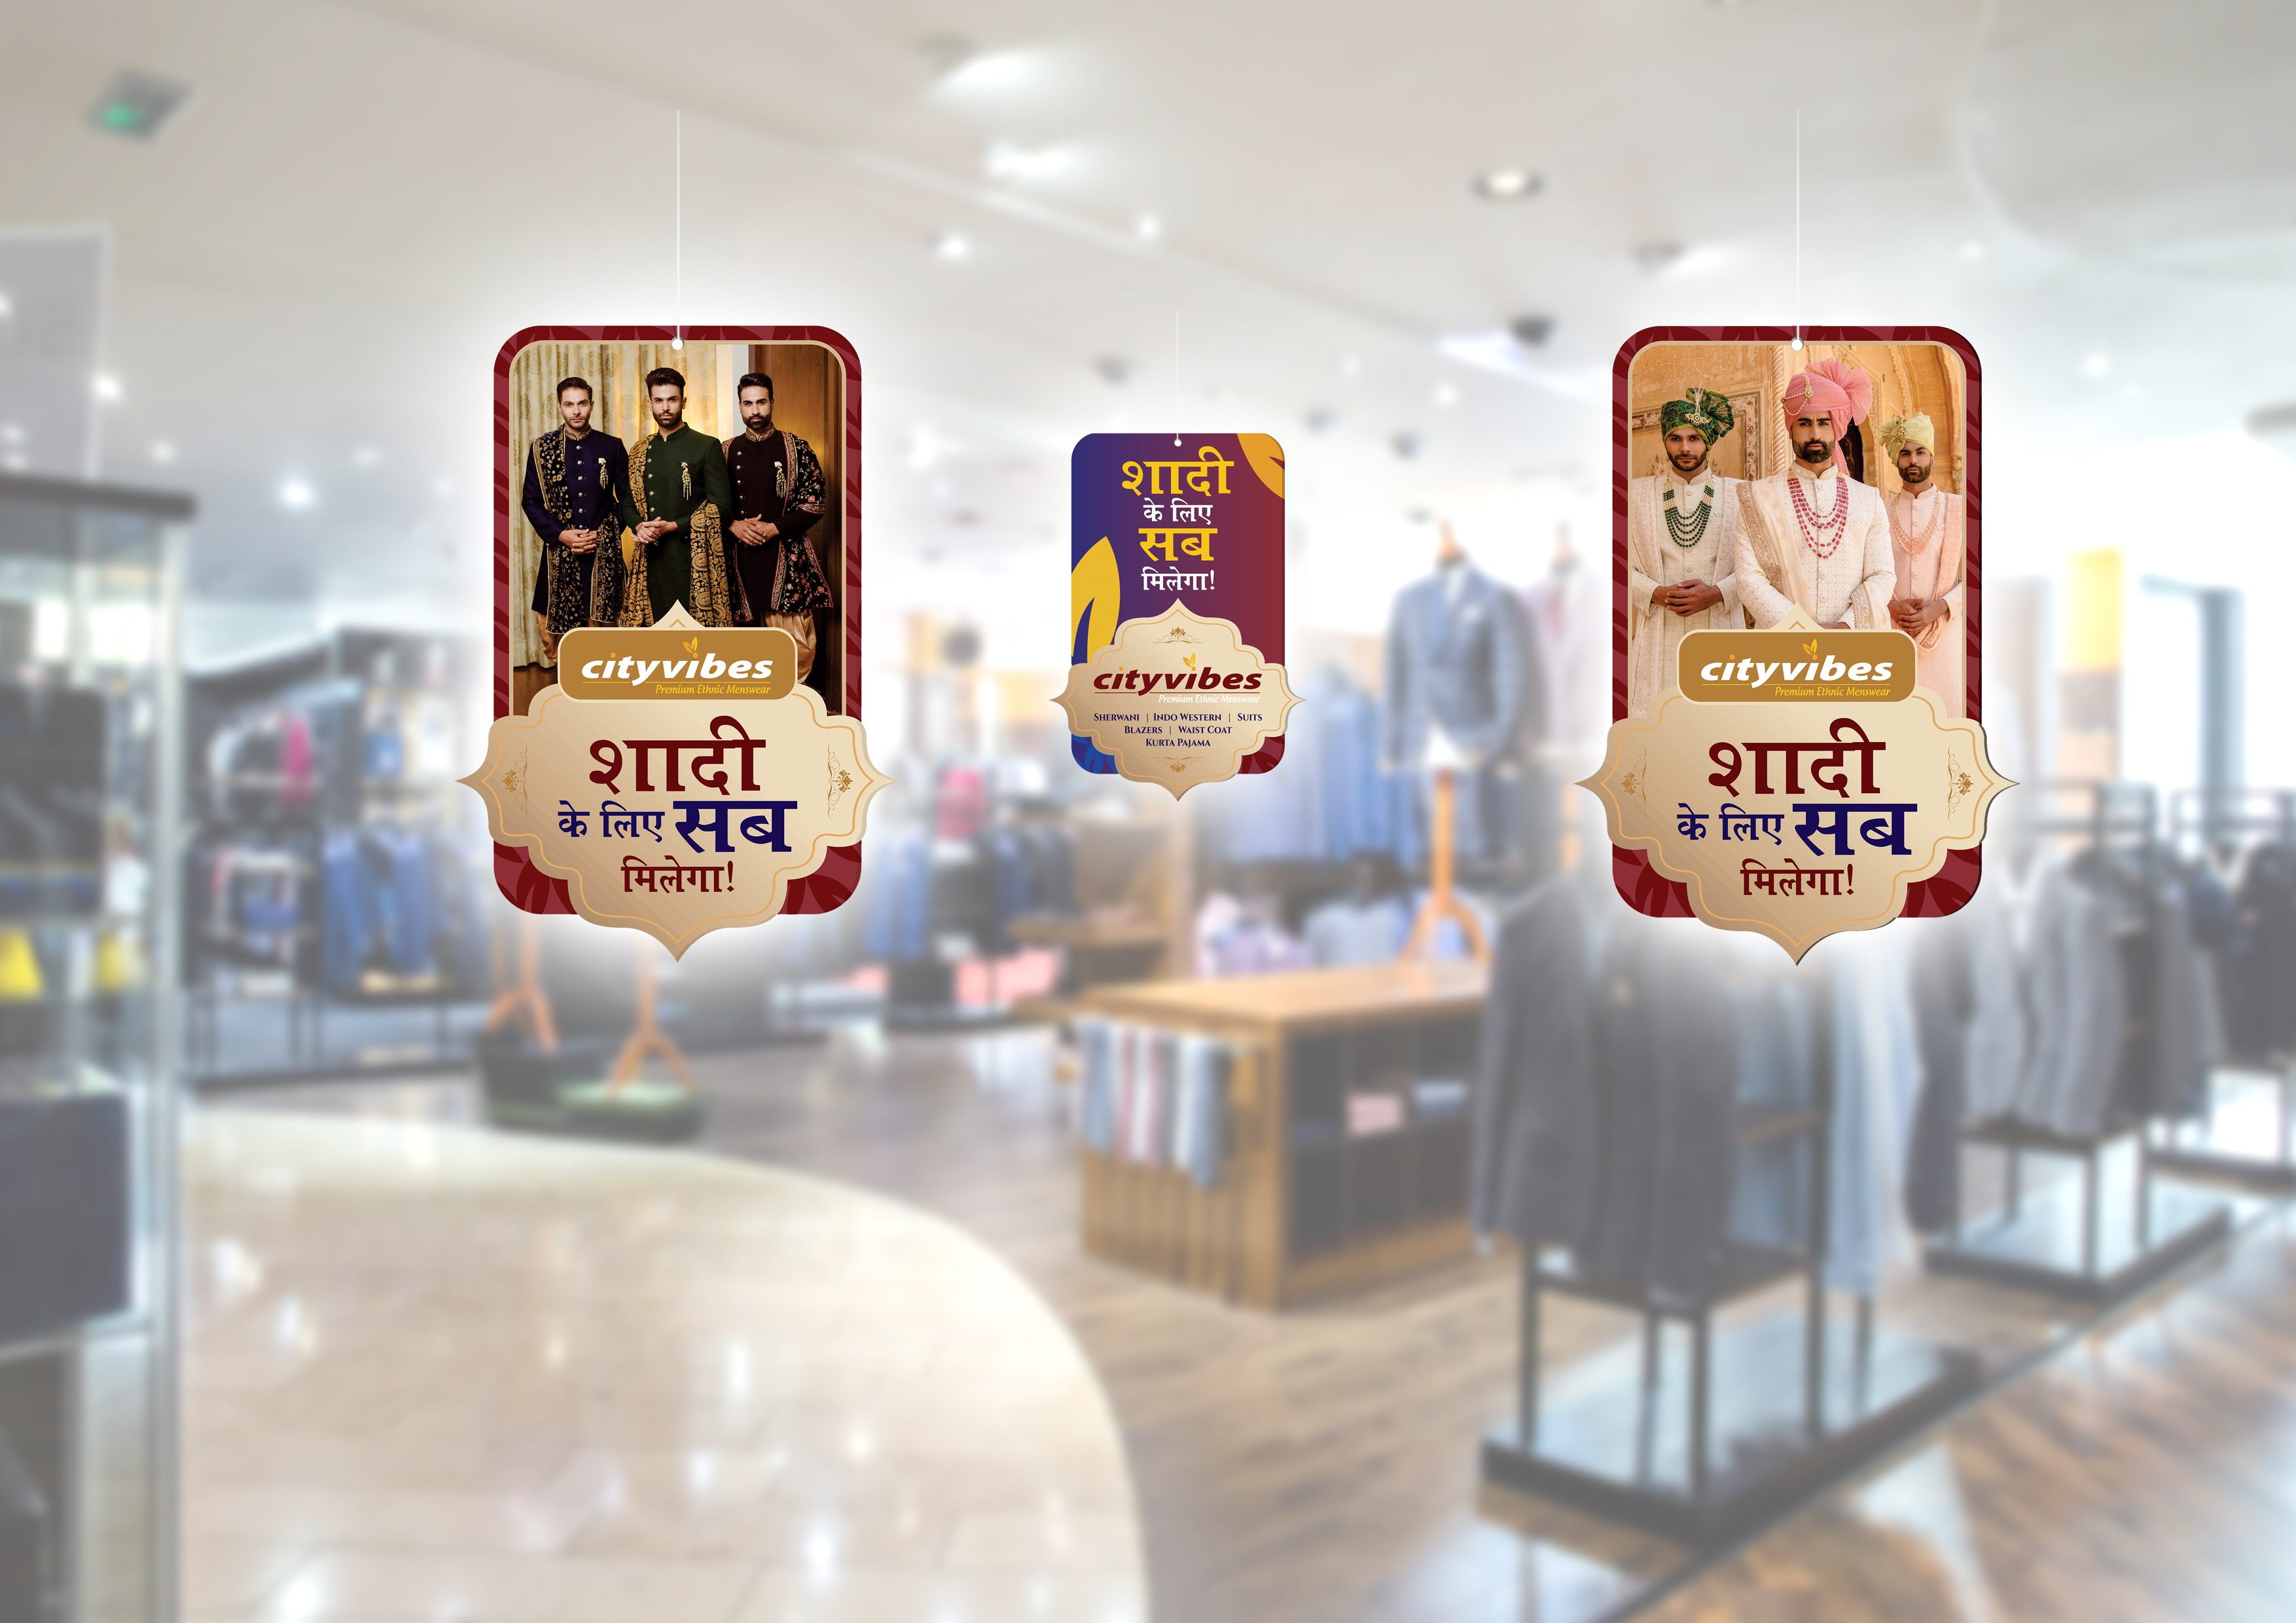 cityvibes
Premium Ethnic Menswear
शादी
के लिए सब
मिलेगा!
शादी
के लिए
सब
मिलेगा!
cityvibes
Premium Ethnic Menswear
SHERWANI | INDO WESTERN | SUITS
BLAZERS | WAIST COAT
KURTA PAJAMA
cityvibes
Premium Ethnic Menswear
शादी
के लिए सब
मिलेगा!